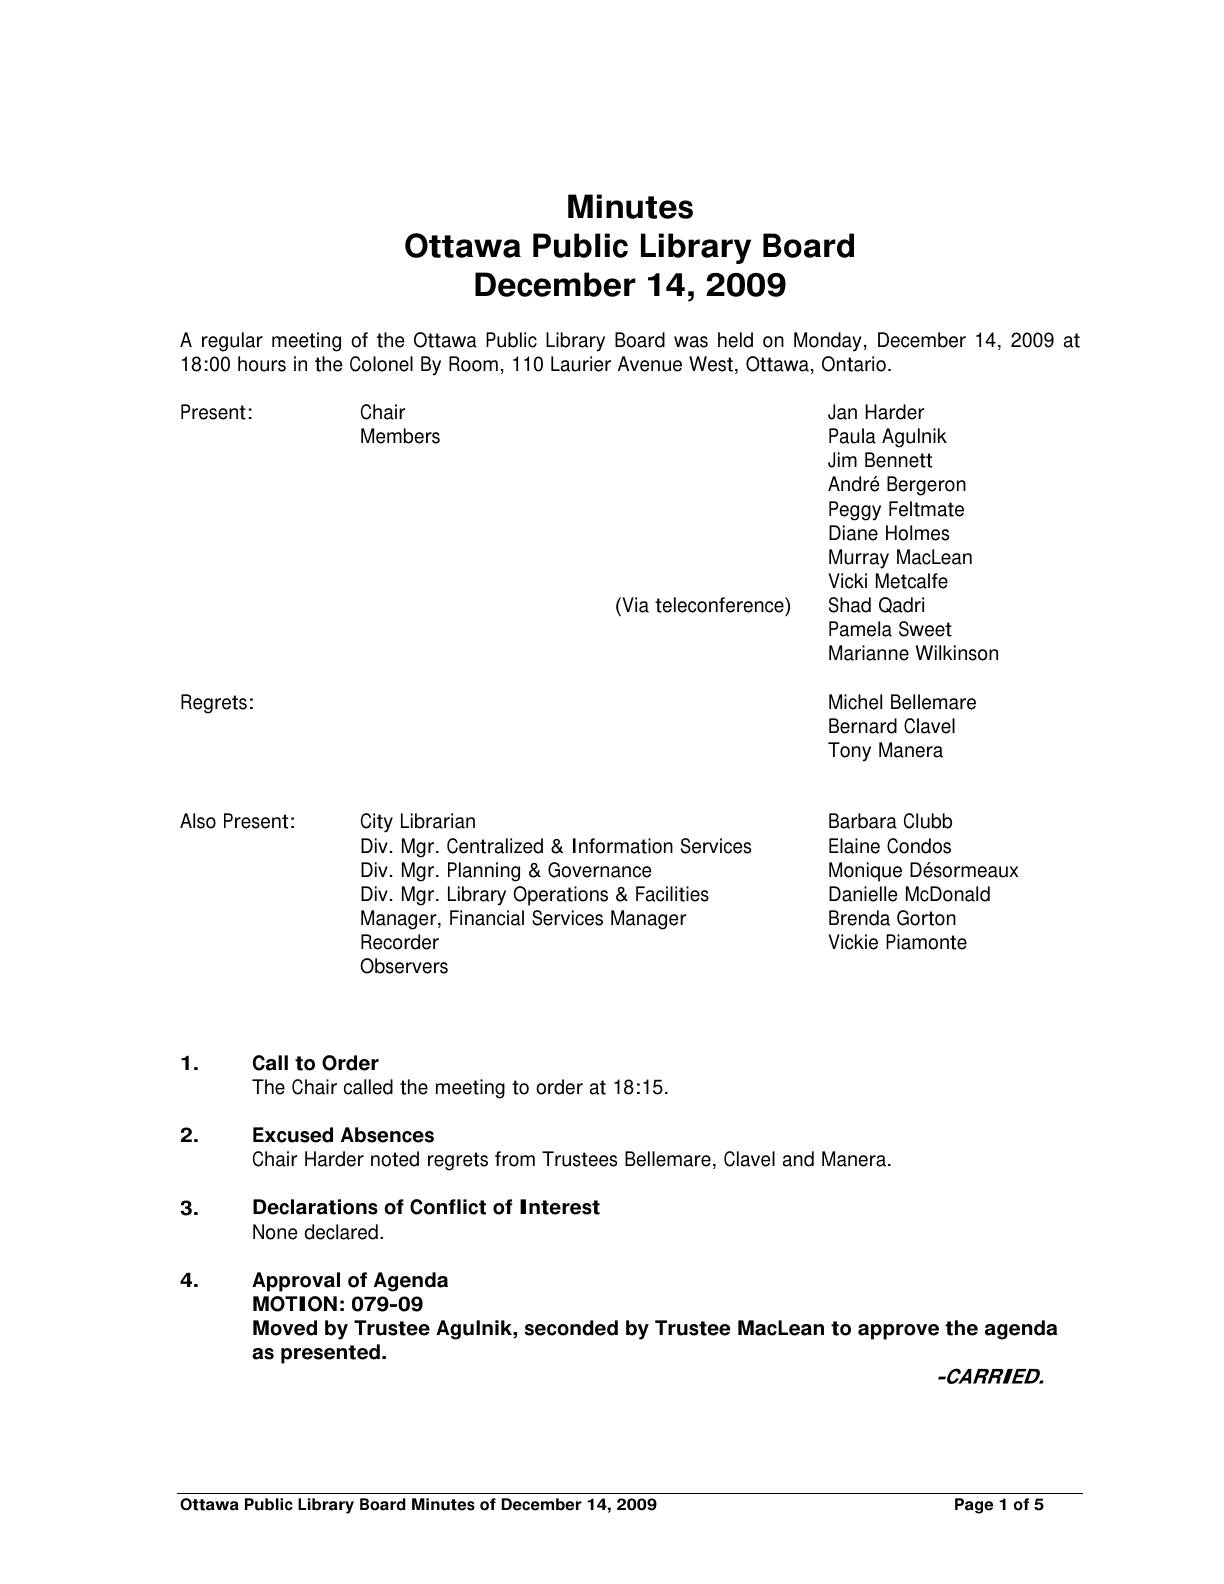 Minutes
Ottawa Public Library Board
December 14, 2009
A regular meeting of the Ottawa Public Library Board was held on Monday, December 14, 2009 at
18:00 hours in the Colonel By Room, 110 Laurier Avenue West, Ottawa, Ontario.
Present: Chair Jan Harder
Members Paula Agulnik
Jim Bennett
André Bergeron
Peggy Feltmate
Diane Holmes
Murray MacLean
Vicki Metcalfe
(Via teleconference) Shad Qadri
Pamela Sweet
Marianne Wilkinson
Regrets: Michel Bellemare
Bernard Clavel
Tony Manera
Also Present: City Librarian Barbara Clubb
Div. Mgr. Centralized & Information Services Elaine Condos
Div. Mgr. Planning & Governance Monique Désormeaux
Div. Mgr. Library Operations & Facilities Danielle McDonald
Manager, Financial Services Manager Brenda Gorton
Recorder Vickie Piamonte
Observers
1. Call to Order
The Chair called the meeting to order at 18:15.
2. Excused Absences
Chair Harder noted regrets from Trustees Bellemare, Clavel and Manera.
3. Declarations of Conflict of Interest
None declared.
4. Approval of Agenda
MOTION: 079-09
Moved by Trustee Agulnik, seconded by Trustee MacLean to approve the agenda
as presented.
-CARRIED.
Ottawa Public Library Board Minutes of December 14, 2009 Page 1 of 5